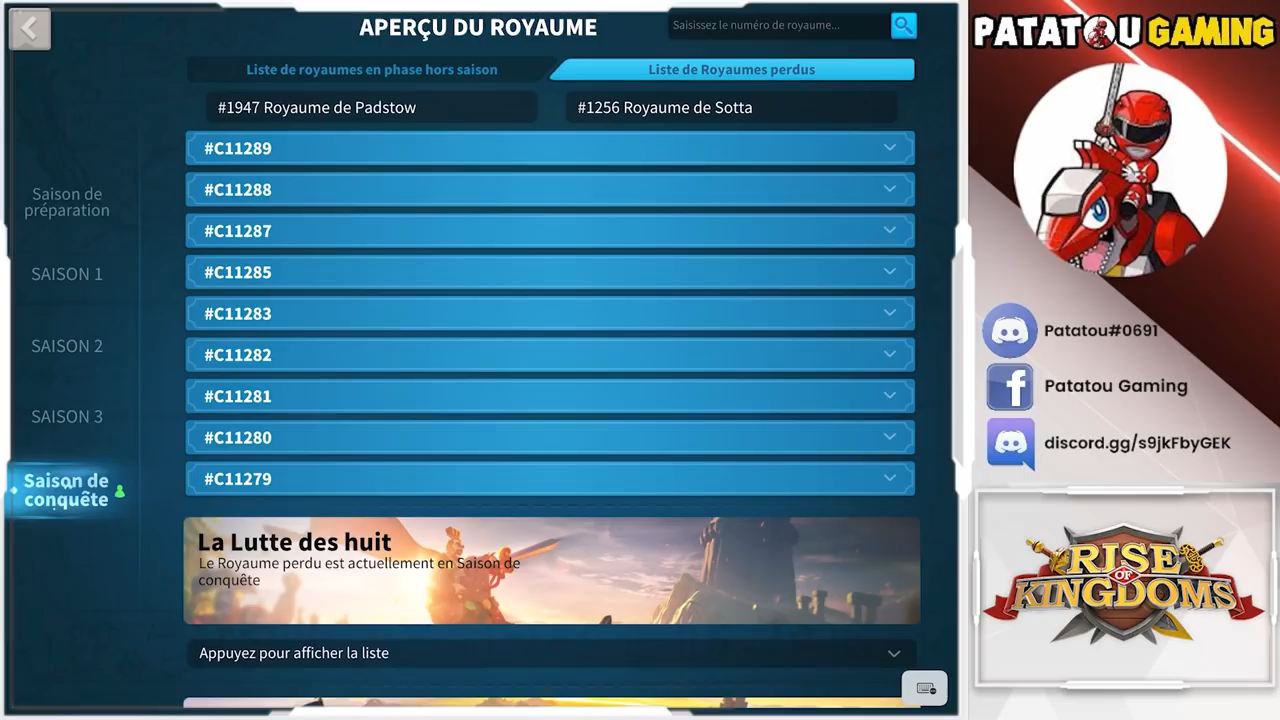 APERÇU DU ROYAUME
Saisissez le numéro de royaume...
Liste de royaumes en phase hors saison
Liste de Royaumes perdus
#1947 Royaume de Padstow
#1256 Royaume de Sotta
#C11289
#C11288
#C11287
#C11285
#C11283
#C11282
#C11281
#C11280
#C11279
Saison de
préparation
SAISON 1
SAISON 2
SAISON 3
Saison de
conquête
La Lutte des huit
Le Royaume perdu est actuellement en Saison de
conquête
Appuyez pour afficher la liste
PATATOU GAMING
Patatou#0691
Patatou Gaming
discord.gg/s9jkFbyGEK
RISE
OF
KINGDOMS